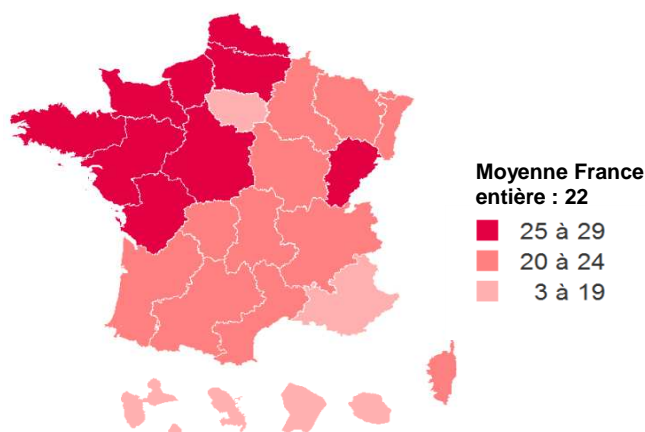 Moyenne France
entière : 22
25 à 29
20 à 24
3 à 19